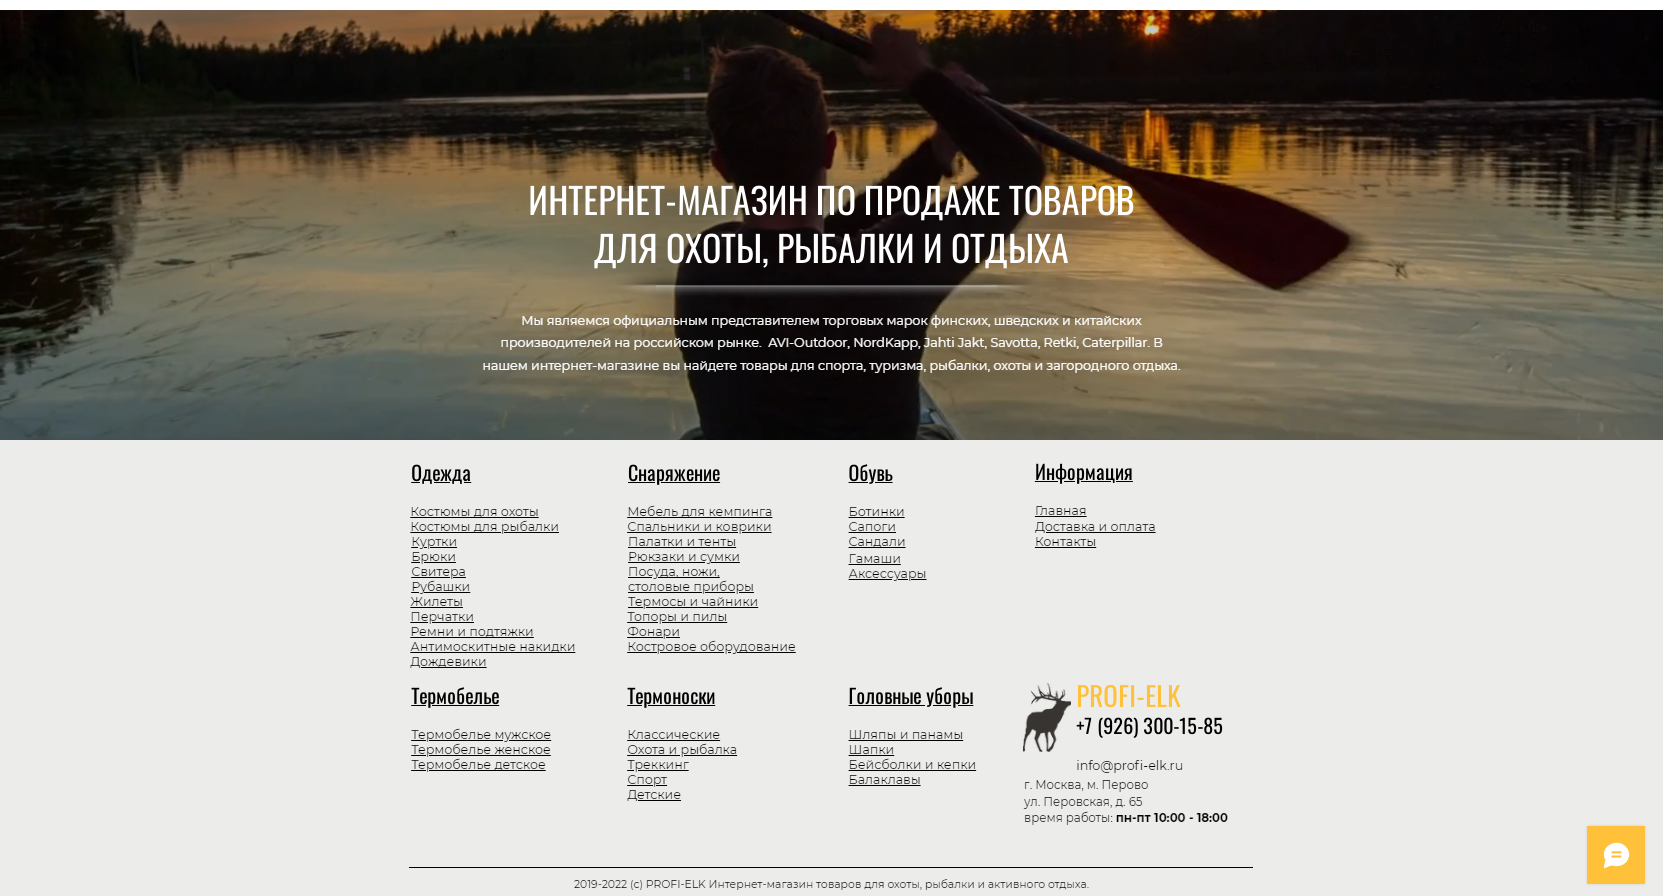 ИНТЕРНЕТ-МАГАЗИН ПО ПРОДАЖЕ ТОВАРОВ
ДЛЯ ОХОТЫ, РЫБАЛКИ И ОТДЫХА
Мы являемся официальным представителем торговых марок финских, шведских и китайских
производителей на российском рынке. AVI-Outdoor, NordKapp, Jahti Jakt, Savotta, Retki, Caterpillar. В
нашем интернет-магазине вы найдете товары для спорта, туризма, рыбалки, охоты и загородного отдыха.
Одежда
Костюмы для охоты
Костюмы для рыбалки
Куртки
Брюки
Свитера
Рубашки
Жилеты
Перчатки
Ремни и подтяжки
Антимоскитные накидки
Дождевики
Снаряжение
Мебель для кемпинга
Спальники и коврики
Палатки и тенты
Рюкзаки и сумки
Посуда, ножи,
столовые приборы
Термосы и чайники
Топоры и пилы
Фонари
Костровое оборудование
Обувь
Ботинки
Сапоги
Сандали
Гамаши
Аксессуары
Информация
Главная
Доставка и оплата
Контакты
Термобелье
Термобелье мужское
Термобелье женское
Термобелье детское
Термоноски
Классические
Охота и рыбалка
Треккинг
Спорт
Детские
Головные уборы
Шляпы и панамы
Шапки
Бейсболки и кепки
Балаклавы
PROFI-ELK
+7 (926) 300-15-85
info@profi-elk.ru
г. Москва, м. Перово
ул. Перовская, д. 65
время работы: пн-пт 10:00 - 18:00
2019-2022 (c) PROFI-ELK Интернет-магазин товаров для охоты, рыбалки и активного отдыха.